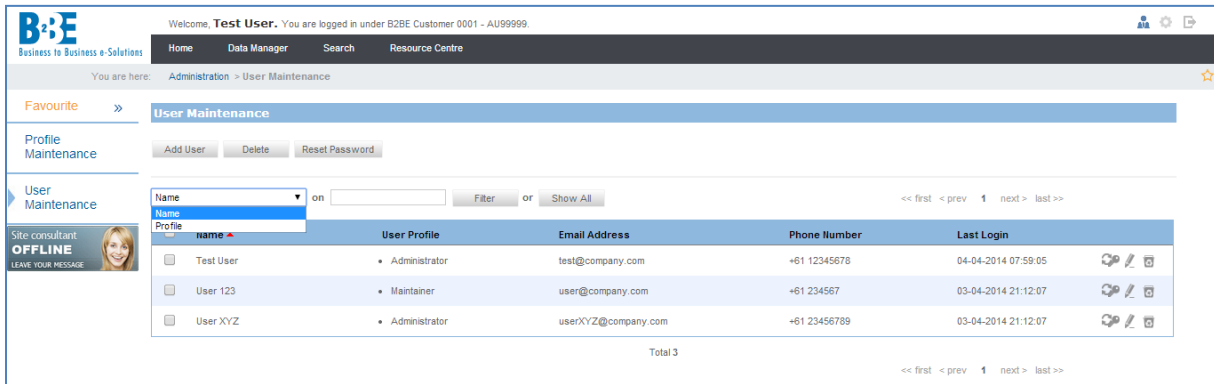 B2BE
Business to Business e-Solutions
Welcome, Test User. You are logged in under B2BE Customer 0001 - AU99999.
Home Data Manager Search Resource Centre
You are here: Administration > User Maintenance
Favourite »
Profile
Maintenance
User
Maintenance
Site consultant
OFFLINE
LEAVE YOUR MESSAGE
User Maintenance
Add User Delete Reset Password
Name on Filter or Show All << first < prev 1 next > last >>
Name
Profile
Name User Profile Email Address Phone Number Last Login
Test User • Administrator test@company.com +61 12345678 04-04-2014 07:59:05
User 123 • Maintainer user@company.com +61 234567 03-04-2014 21:12:07
User XYZ • Administrator userXYZ@company.com +61 23456789 03-04-2014 21:12:07
Total 3
<< first < prev 1 next > last >>